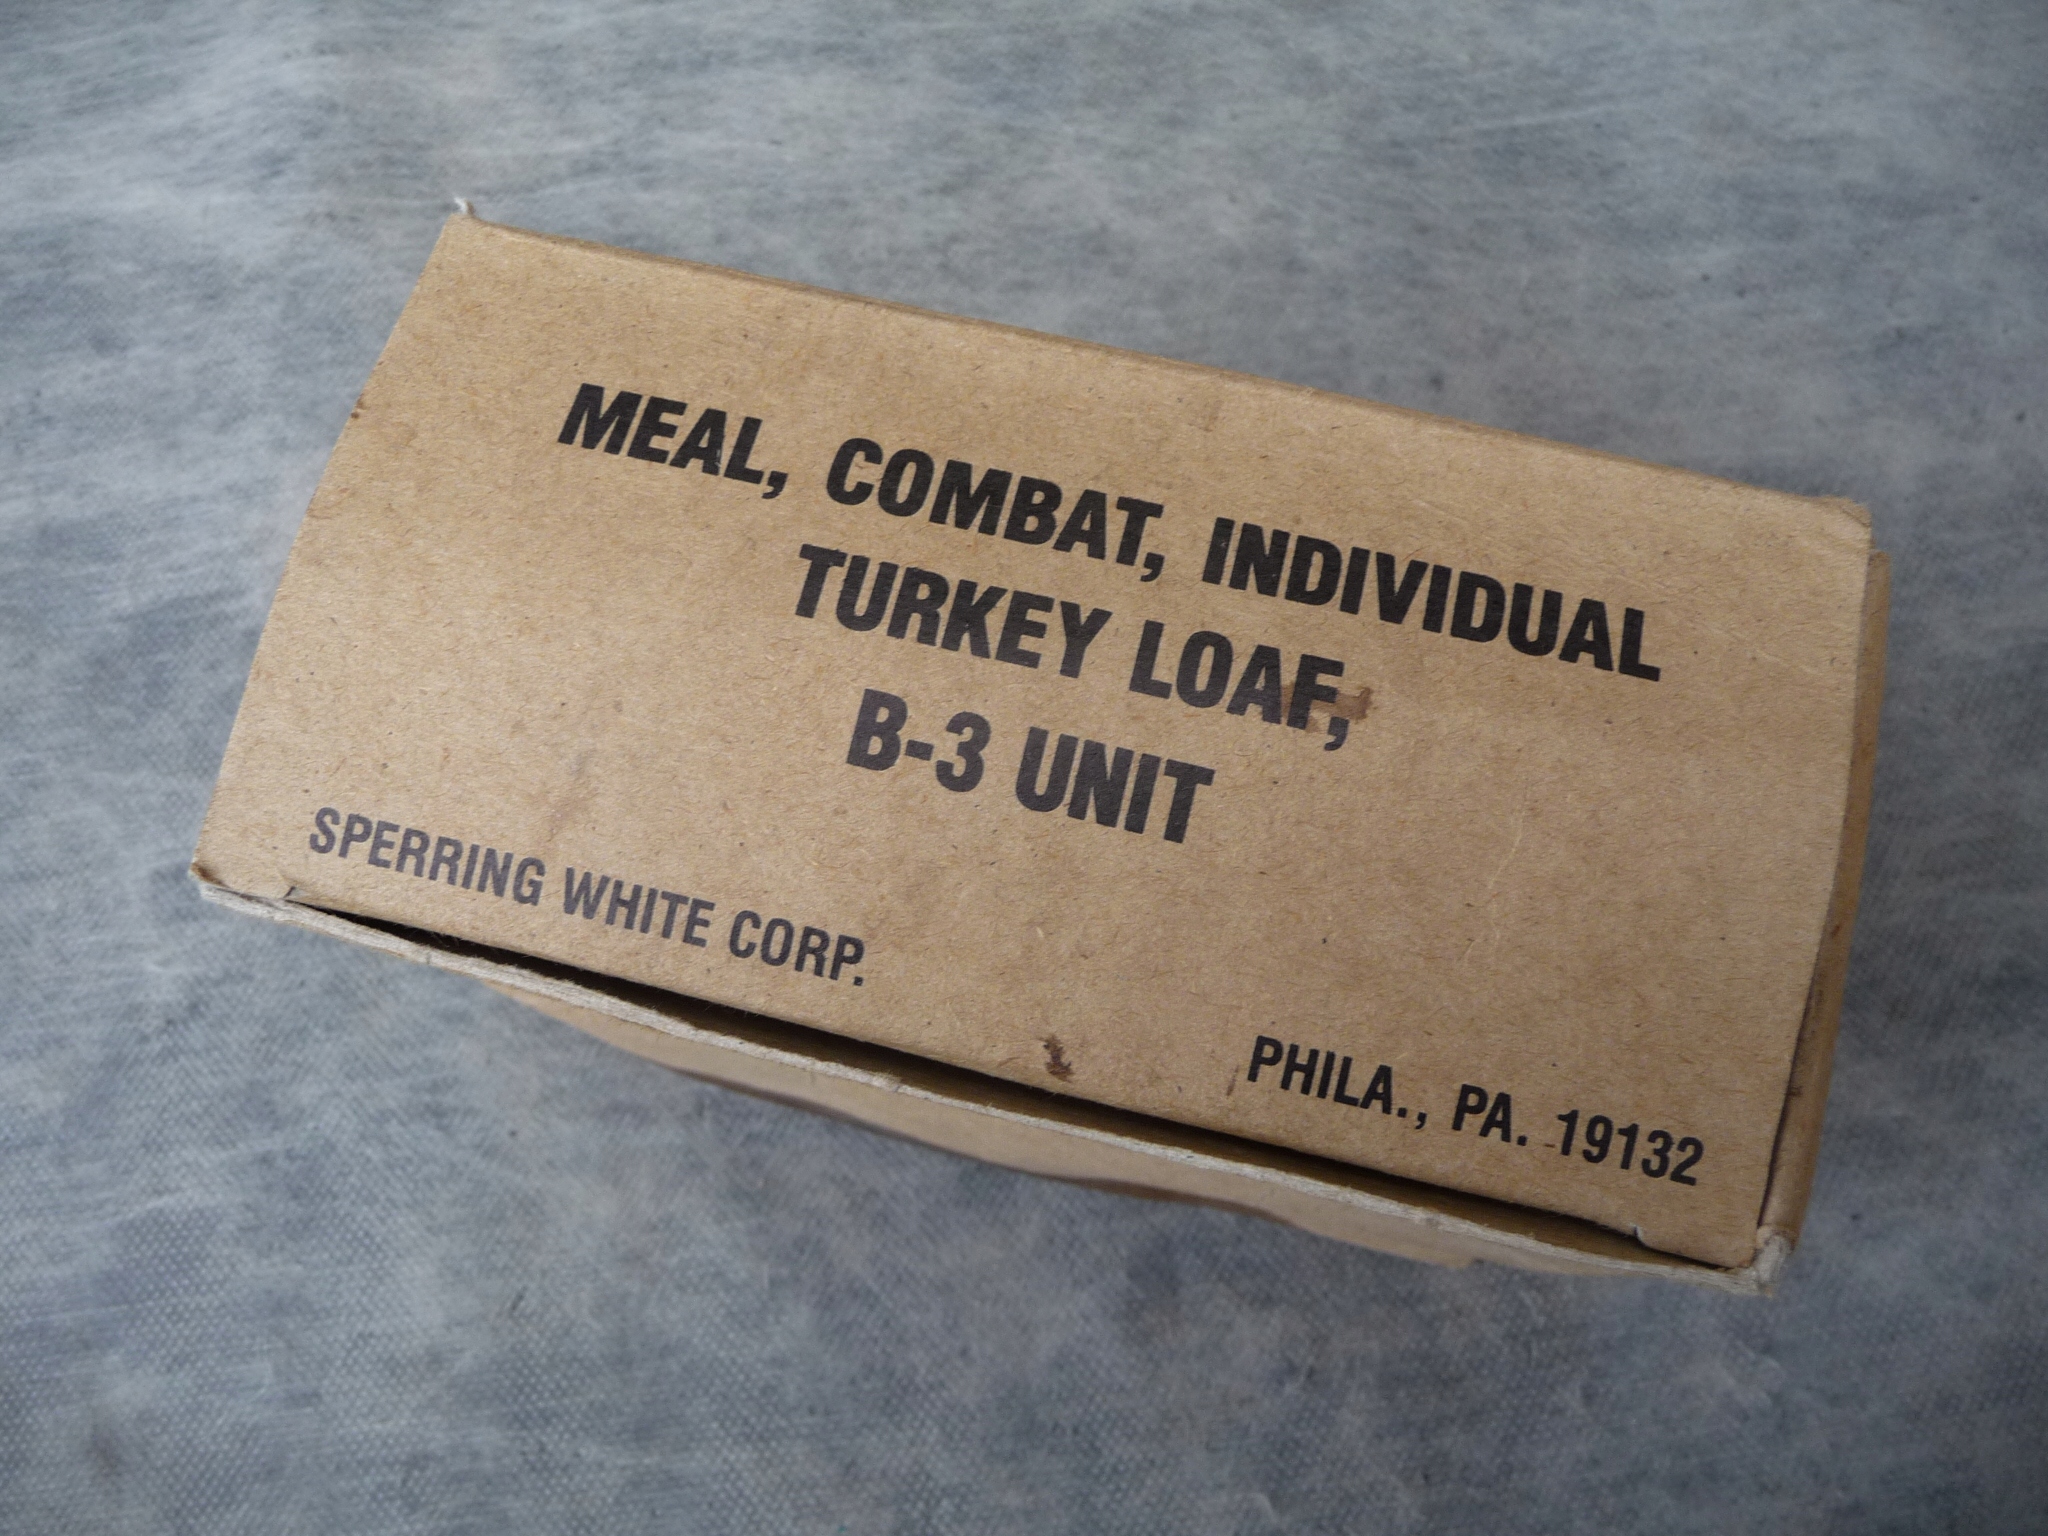 MEAL, COMBAT, INDIVIDUAL
TURKEY LOAF,
B-3 UNIT
SPERRING WHITE CORP.
PHILA., PA. 19132